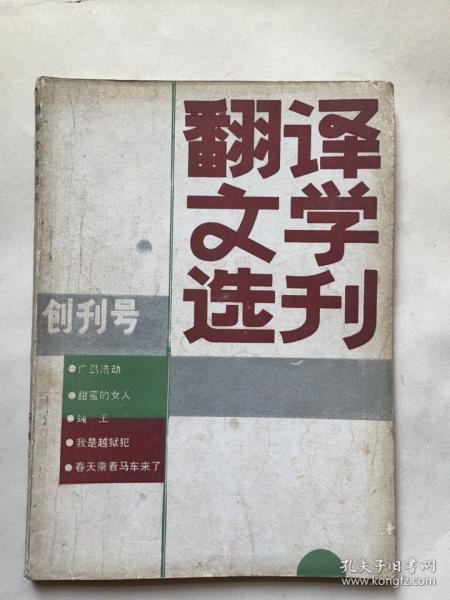 翻译
文学
选刊
创刊号
●广岛浩劫
●甜蜜的女人
●绳王
●我是越狱犯
●春天乘着马车来了
孔夫子旧书网
www.kongfz.com